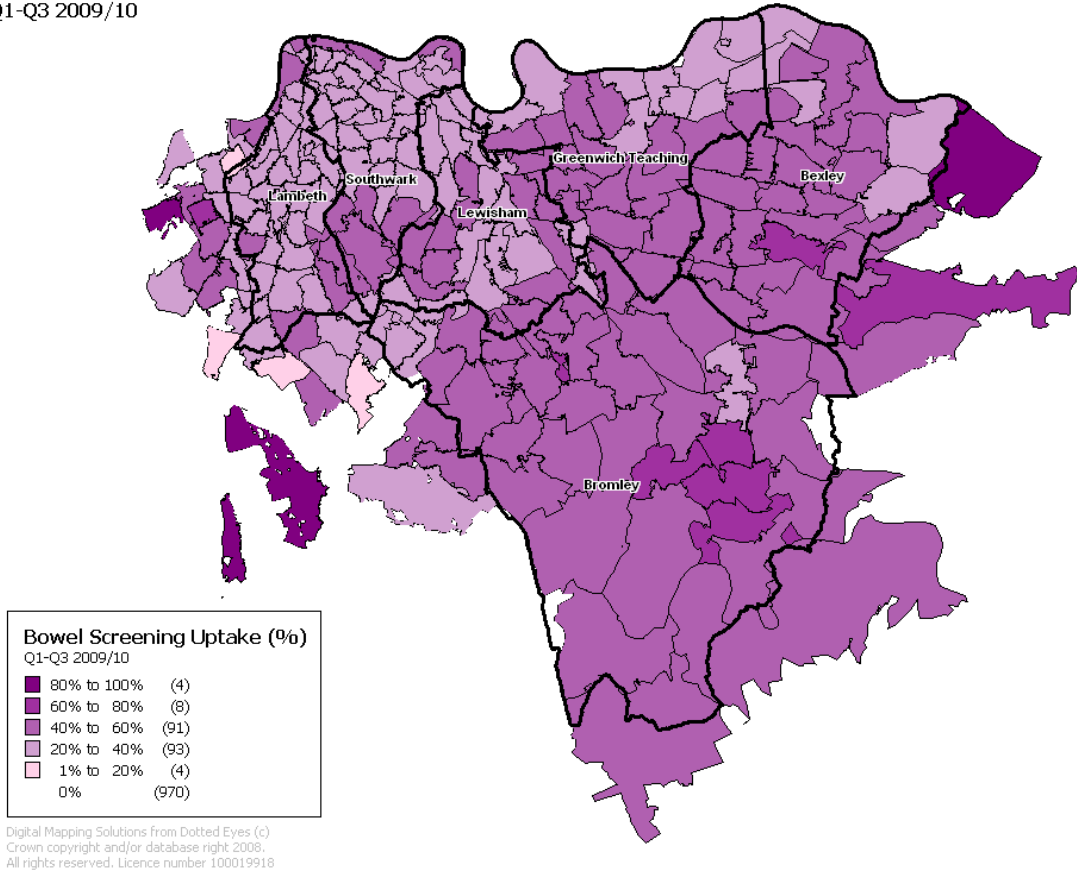 Q1-Q3 2009/10
Greenwich Teaching
Bexley
Southwark
Lambeth
Lewisham
Bromley
Bowel Screening Uptake (%)
Q1-Q3 2009/10
80% to 100% (4)
60% to 80% (8)
40% to 60% (91)
20% to 40% (93)
1% to 20% (4)
0% (970)
Digital Mapping Solutions from Dotted Eyes (c)
Crown copyright and/or database right 2008.
All rights reserved. Licence number 100019918